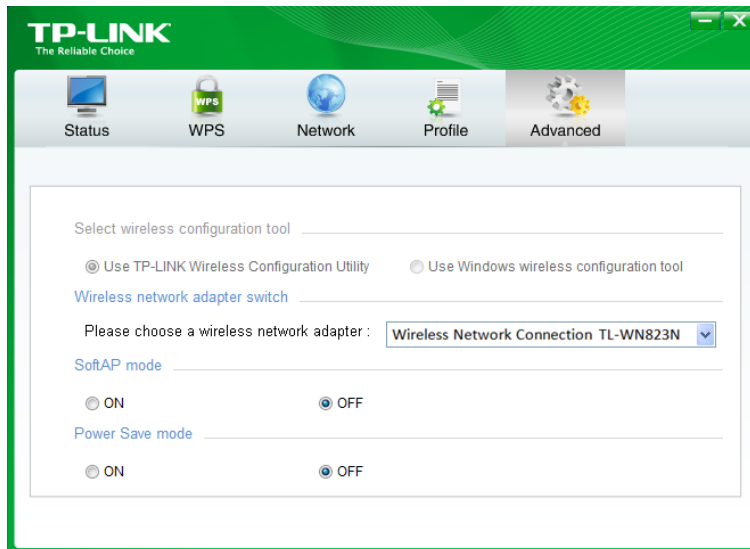 TP-LINK
The Reliable Choice
Status WPS Network Profile Advanced
WPS
Select wireless configuration tool
Use TP-LINK Wireless Configuration Utility Use Windows wireless configuration tool
Wireless network adapter switch
Please choose a wireless network adapter : Wireless Network Connection TL-WN823N
SoftAP mode
ON OFF
Power Save mode
ON OFF